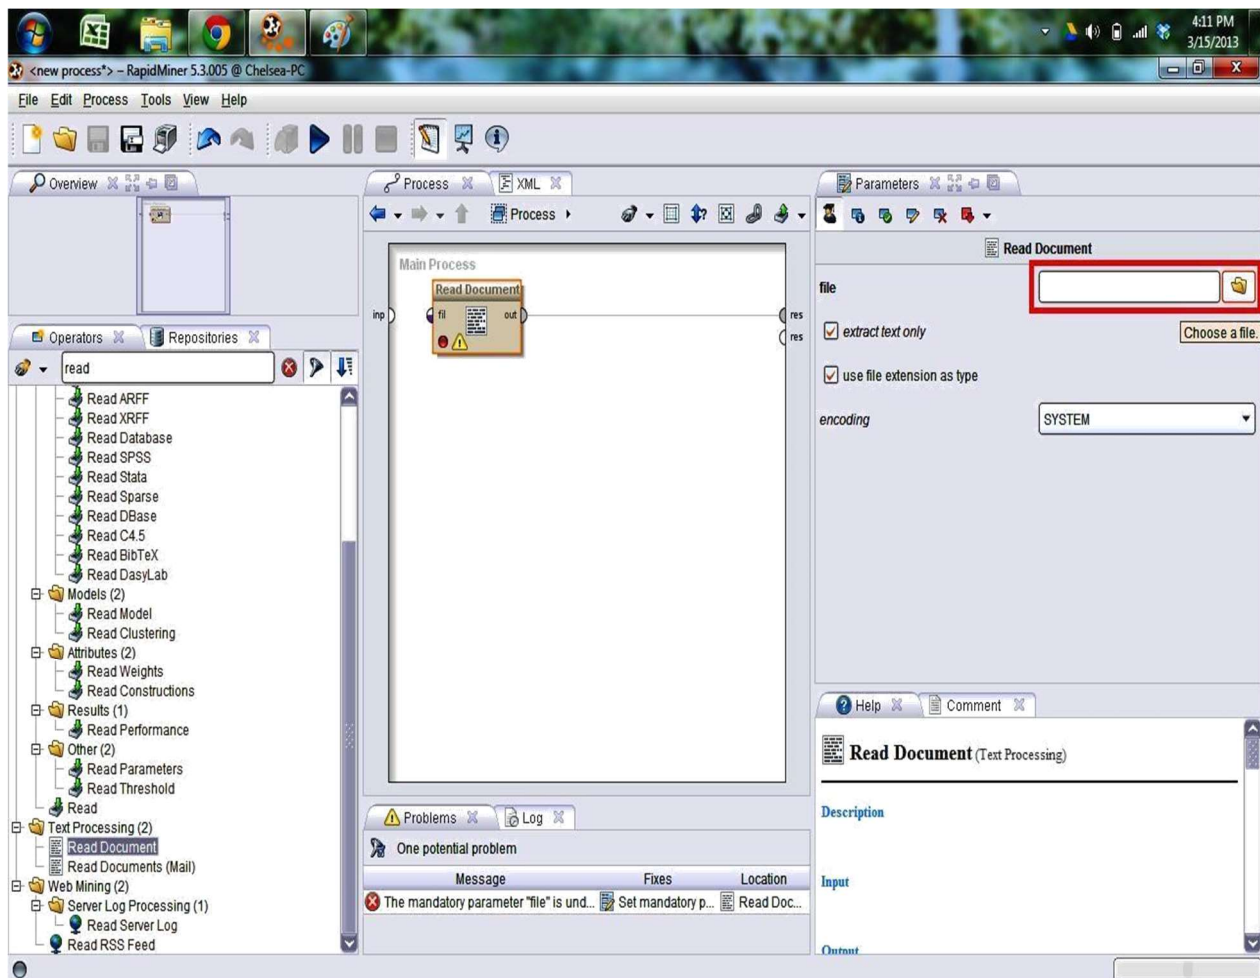 4:11 PM
3/15/2013
<new process*> – RapidMiner 5.3.005 @ Chelsea-PC
File Edit Process Tools View Help
Overview
Operators Repositories
read
Read ARFF
Read XRFF
Read Database
Read SPSS
Read Stata
Read Sparse
Read DBase
Read C4.5
Read BibTeX
Read DasyLab
Models (2)
Read Model
Read Clustering
Attributes (2)
Read Weights
Read Constructions
Results (1)
Read Performance
Other (2)
Read Parameters
Read Threshold
Read
Text Processing (2)
Read Document
Read Documents (Mail)
Web Mining (2)
Server Log Processing (1)
Read Server Log
Read RSS Feed
Process XML
Process
Main Process
Read Document
inp fil out res
res
Problems Log
One potential problem
Message Fixes Location
The mandatory parameter "file" is und... Set mandatory p... Read Doc...
Parameters
Read Document
file
Choose a file.
extract text only
use file extension as type
encoding SYSTEM
Help Comment
Read Document (Text Processing)
Description
Input
Output